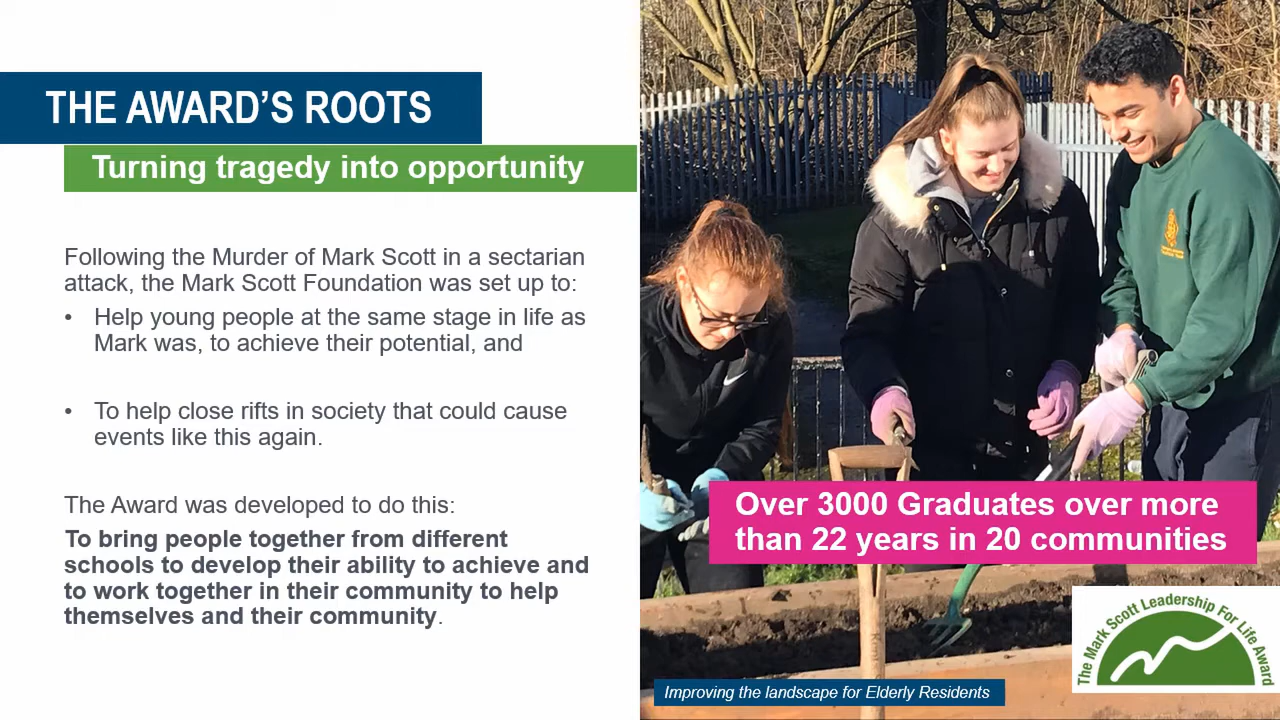 THE AWARD’S ROOTS
Turning tragedy into opportunity
Following the Murder of Mark Scott in a sectarian
attack, the Mark Scott Foundation was set up to:
• Help young people at the same stage in life as
Mark was, to achieve their potential, and
• To help close rifts in society that could cause
events like this again.
The Award was developed to do this:
To bring people together from different
schools to develop their ability to achieve and
to work together in their community to help
themselves and their community.
Over 3000 Graduates over more
than 22 years in 20 communities
The Mark Scott Leadership For Life Award
Improving the landscape for Elderly Residents